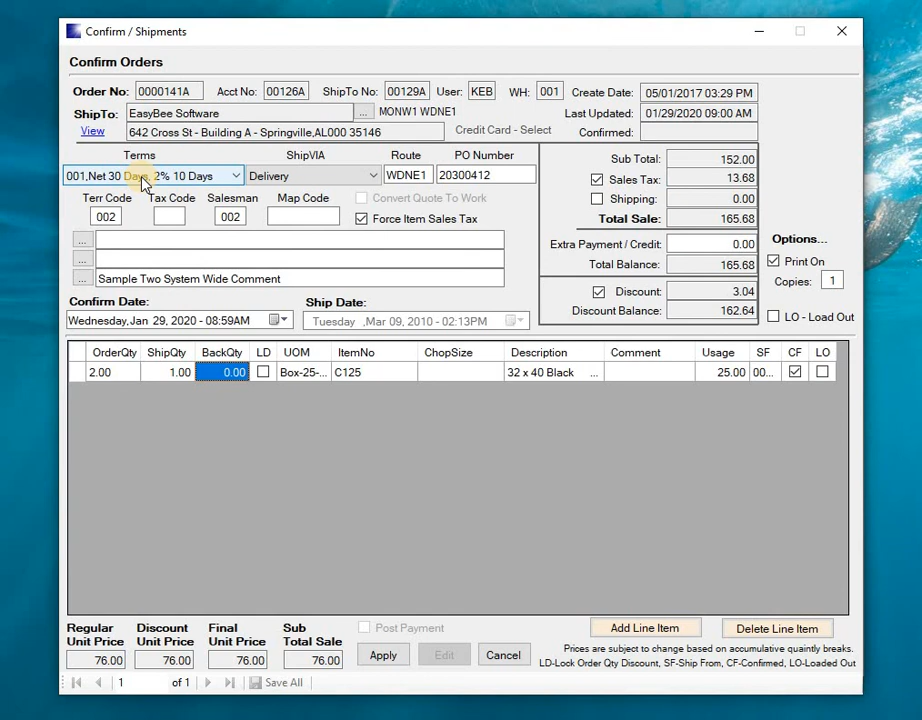 Confirm / Shipments
Confirm Orders
Order No: 0000141A Acct No: 00126A ShipTo No: 00129A User: KEB WH: 001 Create Date: 05/01/2017 03:29 PM
ShipTo: EasyBee Software ... MONW1 WDNE1 Last Updated: 01/29/2020 09:00 AM
View 642 Cross St - Building A - Springville,AL000 35146 Credit Card - Select Confirmed:
Terms ShipVIA Route PO Number Sub Total: 152.00
001,Net 30 Days, 2% 10 Days Delivery WDNE1 20300412 Sales Tax: 13.68
Terr Code Tax Code Salesman Map Code Convert Quote To Work Shipping: 0.00
002 002 Force Item Sales Tax Total Sale: 165.68
... Extra Payment / Credit: 0.00 Options...
... Total Balance: 165.68 Print On
... Sample Two System Wide Comment Copies: 1
Confirm Date: Ship Date: Discount: 3.04
Wednesday,Jan 29, 2020 - 08:59AM Tuesday ,Mar 09, 2010 - 02:13PM Discount Balance: 162.64 LO - Load Out
OrderQty ShipQty BackQty LD UOM ItemNo ChopSize Description Comment Usage SF CF LO
2.00 1.00 0.00 Box-25-... C125 32 x 40 Black ... 25.00 00...
Regular Unit Price Discount Unit Price Final Unit Price Sub Total Sale Post Payment Add Line Item Delete Line Item
76.00 76.00 76.00 76.00 Apply Edit Cancel
Prices are subject to change based on accumulative quaintly breaks.
LD-Lock Order Qty Discount, SF-Ship From, CF-Confirmed, LO-Loaded Out
1 of 1 Save All